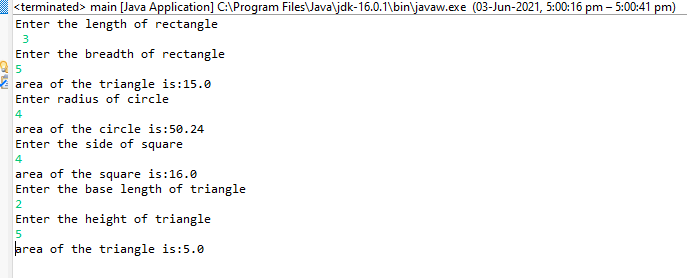 <terminated> main [Java Application] C:\Program Files\Java\jdk-16.0.1\bin\javaw.exe (03-Jun-2021, 5:00:16 pm – 5:00:41 pm)
Enter the length of rectangle
3
Enter the breadth of rectangle
5
area of the triangle is:15.0
Enter radius of circle
4
area of the circle is:50.24
Enter the side of square
4
area of the square is:16.0
Enter the base length of triangle
2
Enter the height of triangle
5
area of the triangle is:5.0